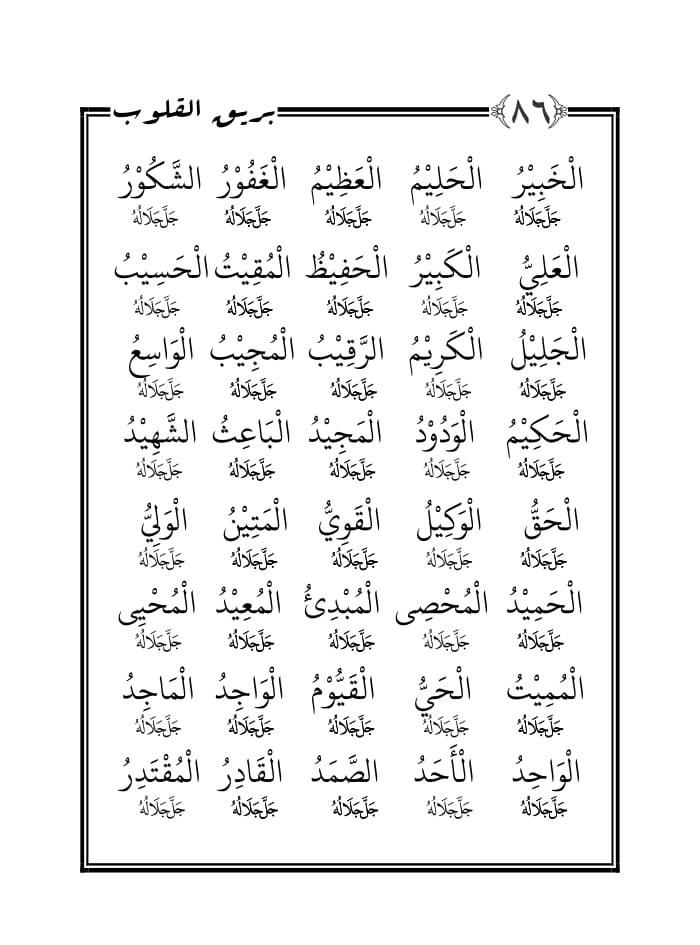 ﴿٨٦﴾ بريق القلوب
الْخَبِيْرُ الْحَلِيْمُ الْعَظِيْمُ الْغَفُوْرُ الشَّكُوْرُ
جَلَّجَلَالُهُ جَلَّجَلَالُهُ جَلَّجَلَالُهُ جَلَّجَلَالُهُ جَلَّجَلَالُهُ
الْعَلِيُّ الْكَبِيْرُ الْحَفِيْظُ الْمُقِيْتُ الْحَسِيْبُ
جَلَّجَلَالُهُ جَلَّجَلَالُهُ جَلَّجَلَالُهُ جَلَّجَلَالُهُ جَلَّجَلَالُهُ
الْجَلِيْلُ الْكَرِيْمُ الرَّقِيْبُ الْمُجِيْبُ الْوَاسِعُ
جَلَّجَلَالُهُ جَلَّجَلَالُهُ جَلَّجَلَالُهُ جَلَّجَلَالُهُ جَلَّجَلَالُهُ
الْحَكِيْمُ الْوَدُوْدُ الْمَجِيْدُ الْبَاعِثُ الشَّهِيْدُ
جَلَّجَلَالُهُ جَلَّجَلَالُهُ جَلَّجَلَالُهُ جَلَّجَلَالُهُ جَلَّجَلَالُهُ
الْحَقُّ الْوَكِيْلُ الْقَوِيُّ الْمَتِيْنُ الْوَلِيُّ
جَلَّجَلَالُهُ جَلَّجَلَالُهُ جَلَّجَلَالُهُ جَلَّجَلَالُهُ جَلَّجَلَالُهُ
الْحَمِيْدُ الْمُحْصِى الْمُبْدِئُ الْمُعِيْدُ الْمُحْيِى
جَلَّجَلَالُهُ جَلَّجَلَالُهُ جَلَّجَلَالُهُ جَلَّجَلَالُهُ جَلَّجَلَالُهُ
الْمُمِيْتُ الْحَيُّ الْقَيُّوْمُ الْوَاجِدُ الْمَاجِدُ
جَلَّجَلَالُهُ جَلَّجَلَالُهُ جَلَّجَلَالُهُ جَلَّجَلَالُهُ جَلَّجَلَالُهُ
الْوَاحِدُ الْأَحَدُ الصَّمَدُ الْقَادِرُ الْمُقْتَدِرُ
جَلَّجَلَالُهُ جَلَّجَلَالُهُ جَلَّجَلَالُهُ جَلَّجَلَالُهُ جَلَّجَلَالُهُ